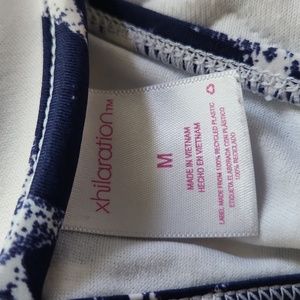 xhilaration™
M
MADE IN VIETNAM
HECHO EN VIETNAM
LABEL MADE FROM 100% RECYCLED PLASTIC
ETIQUETA ELABORADA CON PLÁSTICO
100% RECICLADO